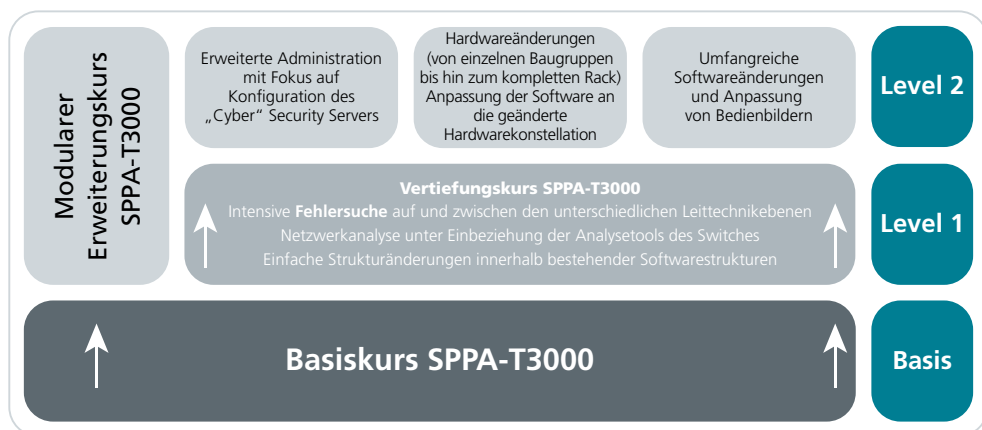 Modularer
Erweiterungskurs
SPPA-T3000
Erweiterte Administration
mit Fokus auf
Konfiguration des
„Cyber“ Security Servers
Hardwareänderungen
(von einzelnen Baugruppen
bis hin zum kompletten Rack)
Anpassung der Software an
die geänderte
Hardwarekonstellation
Umfangreiche
Softwareänderungen
und Anpassung
von Bedienbildern
Level 2
Vertiefungskurs SPPA-T3000
Intensive Fehlersuche auf und zwischen den unterschiedlichen Leittechnikebenen
Netzwerkanalyse unter Einbeziehung der Analysetools des Switches
Einfache Strukturänderungen innerhalb bestehender Softwarestrukturen
Level 1
Basiskurs SPPA-T3000
Basis